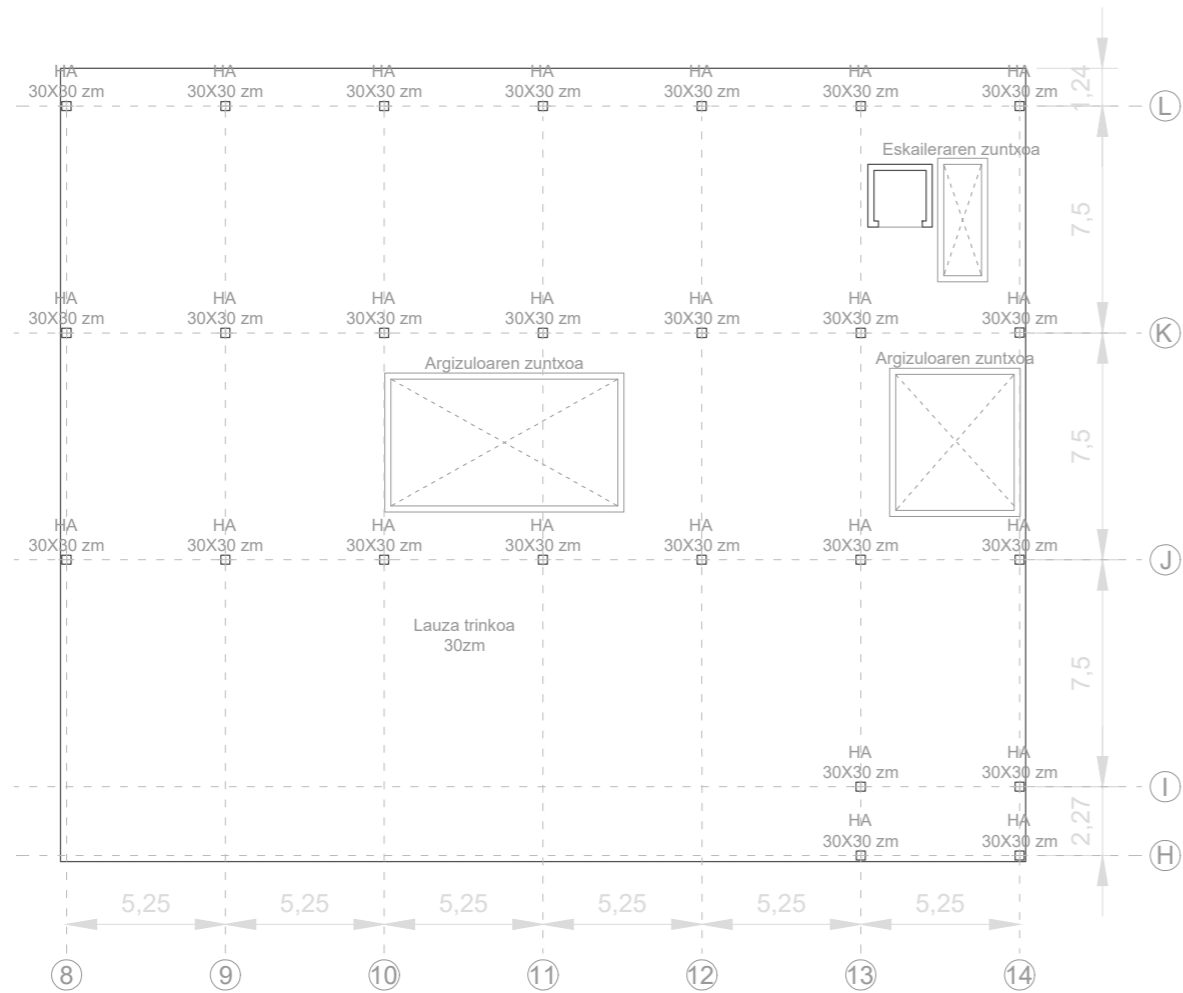 HA HA HA HA HA HA HA
30X30 zm 30X30 zm 30X30 zm 30X30 zm 30X30 zm 30X30 zm 30X30 zm
1,24
L
Eskaileraren zuntxoa
7,5
HA HA HA HA HA HA HA
30X30 zm 30X30 zm 30X30 zm 30X30 zm 30X30 zm 30X30 zm 30X30 zm
K
Argizuloaren zuntxoa
Argizuloaren zuntxoa
7,5
HA HA HA HA HA HA HA
30X30 zm 30X30 zm 30X30 zm 30X30 zm 30X30 zm 30X30 zm 30X30 zm
J
Lauza trinkoa
30zm
7,5
HA HA
30X30 zm 30X30 zm
I
HA HA
30X30 zm 30X30 zm
2,27
H
5,25 5,25 5,25 5,25 5,25 5,25
8 9 10 11 12 13 14